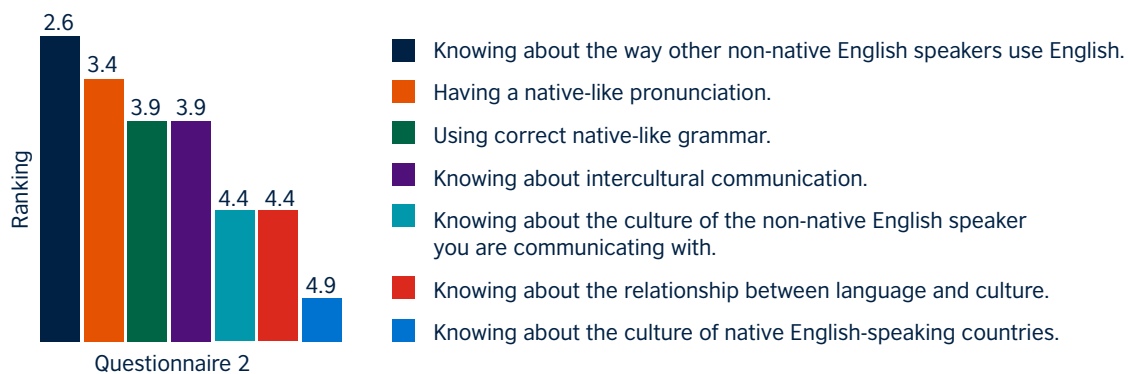 2.6
3.4
3.9 3.9
4.4 4.4
4.9
Ranking
Questionnaire 2
Knowing about the way other non-native English speakers use English.
Having a native-like pronunciation.
Using correct native-like grammar.
Knowing about intercultural communication.
Knowing about the culture of the non-native English speaker
you are communicating with.
Knowing about the relationship between language and culture.
Knowing about the culture of native English-speaking countries.